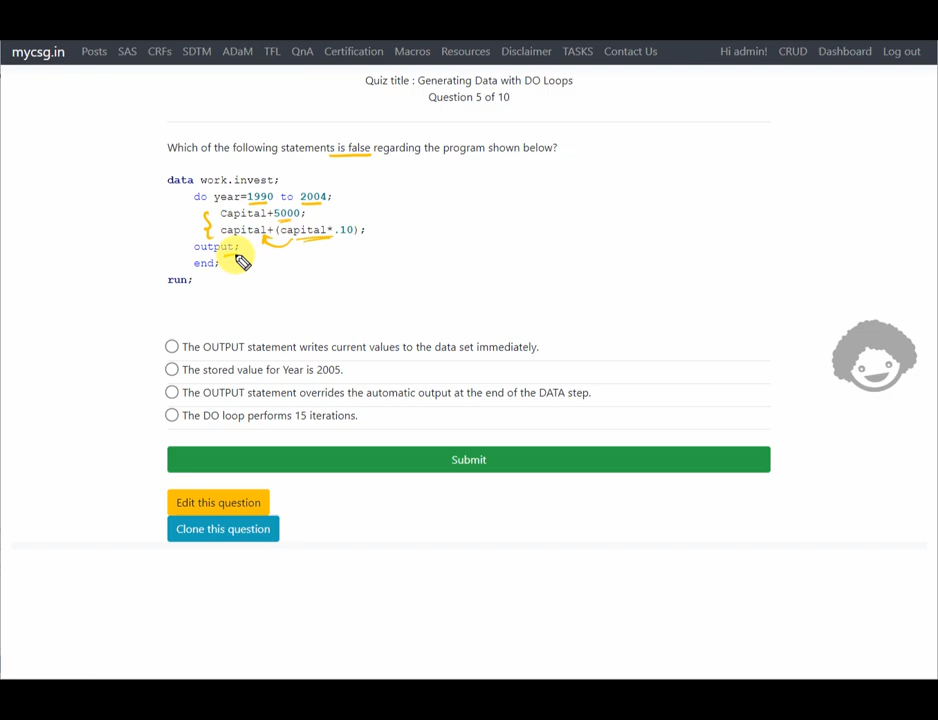 mycsg.in Posts SAS CRFs SDTM ADaM TFL QnA Certification Macros Resources Disclaimer TASKS Contact Us Hi admin! CRUD Dashboard Log out
Quiz title : Generating Data with DO Loops
Question 5 of 10
Which of the following statements is false regarding the program shown below?
data work.invest;
do year=1990 to 2004;
Capital+5000;
capital+(capital*.10);
output;
end;
run;
The OUTPUT statement writes current values to the data set immediately.
The stored value for Year is 2005.
The OUTPUT statement overrides the automatic output at the end of the DATA step.
The DO loop performs 15 iterations.
Submit
Edit this question
Clone this question